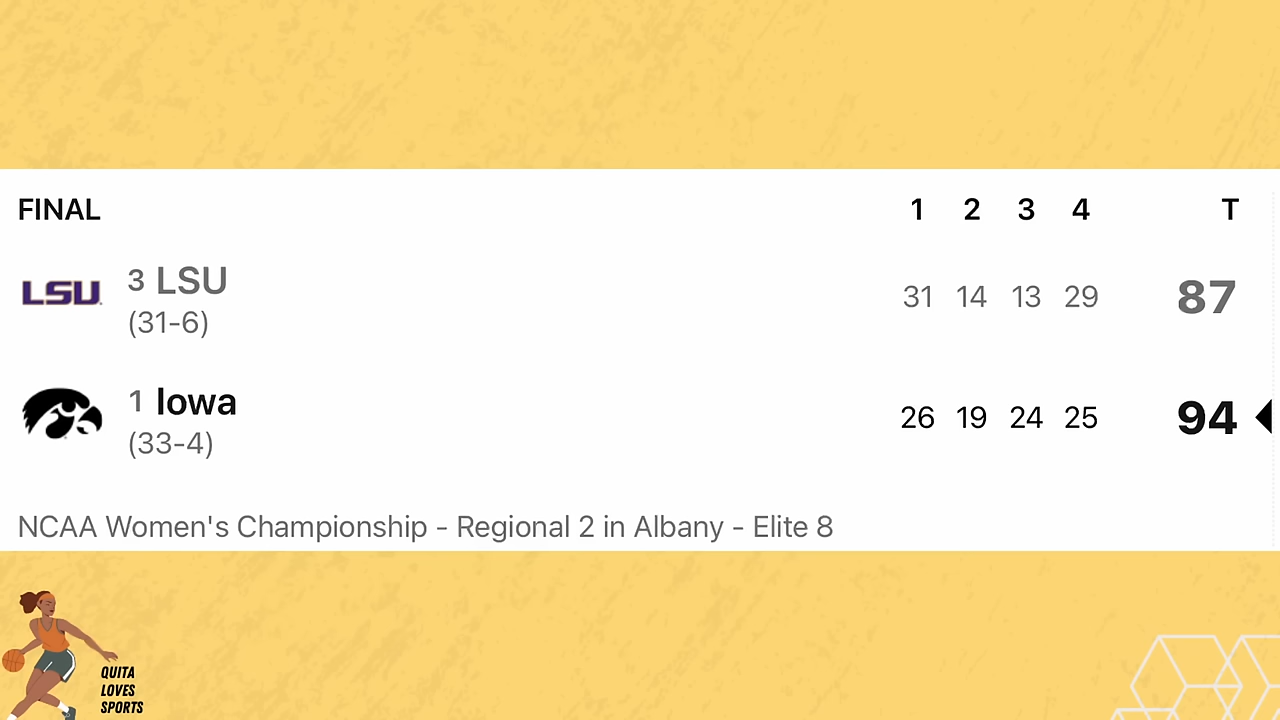 FINAL 1 2 3 4 T
LSU 3 LSU 31 14 13 29 87
(31-6)
1 Iowa 26 19 24 25 94
(33-4)
NCAA Women's Championship - Regional 2 in Albany - Elite 8
QUITA
LOVES
SPORTS